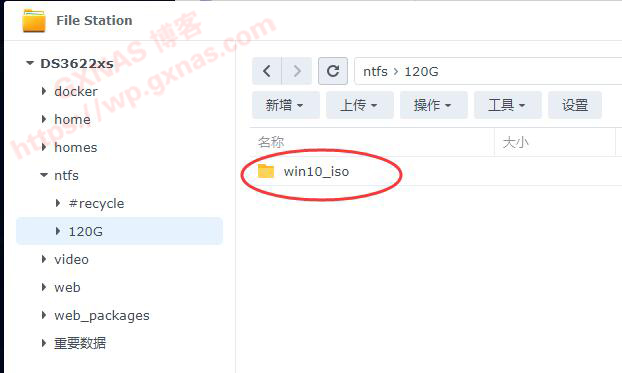 File Station
GXNAS 博客
https://wp.gxnas.com
DS3622xs
docker
home
homes
ntfs
#recycle
120G
video
web
web_packages
重要数据
ntfs > 120G
新增
上传
操作
工具
设置
名称
大小
win10_iso